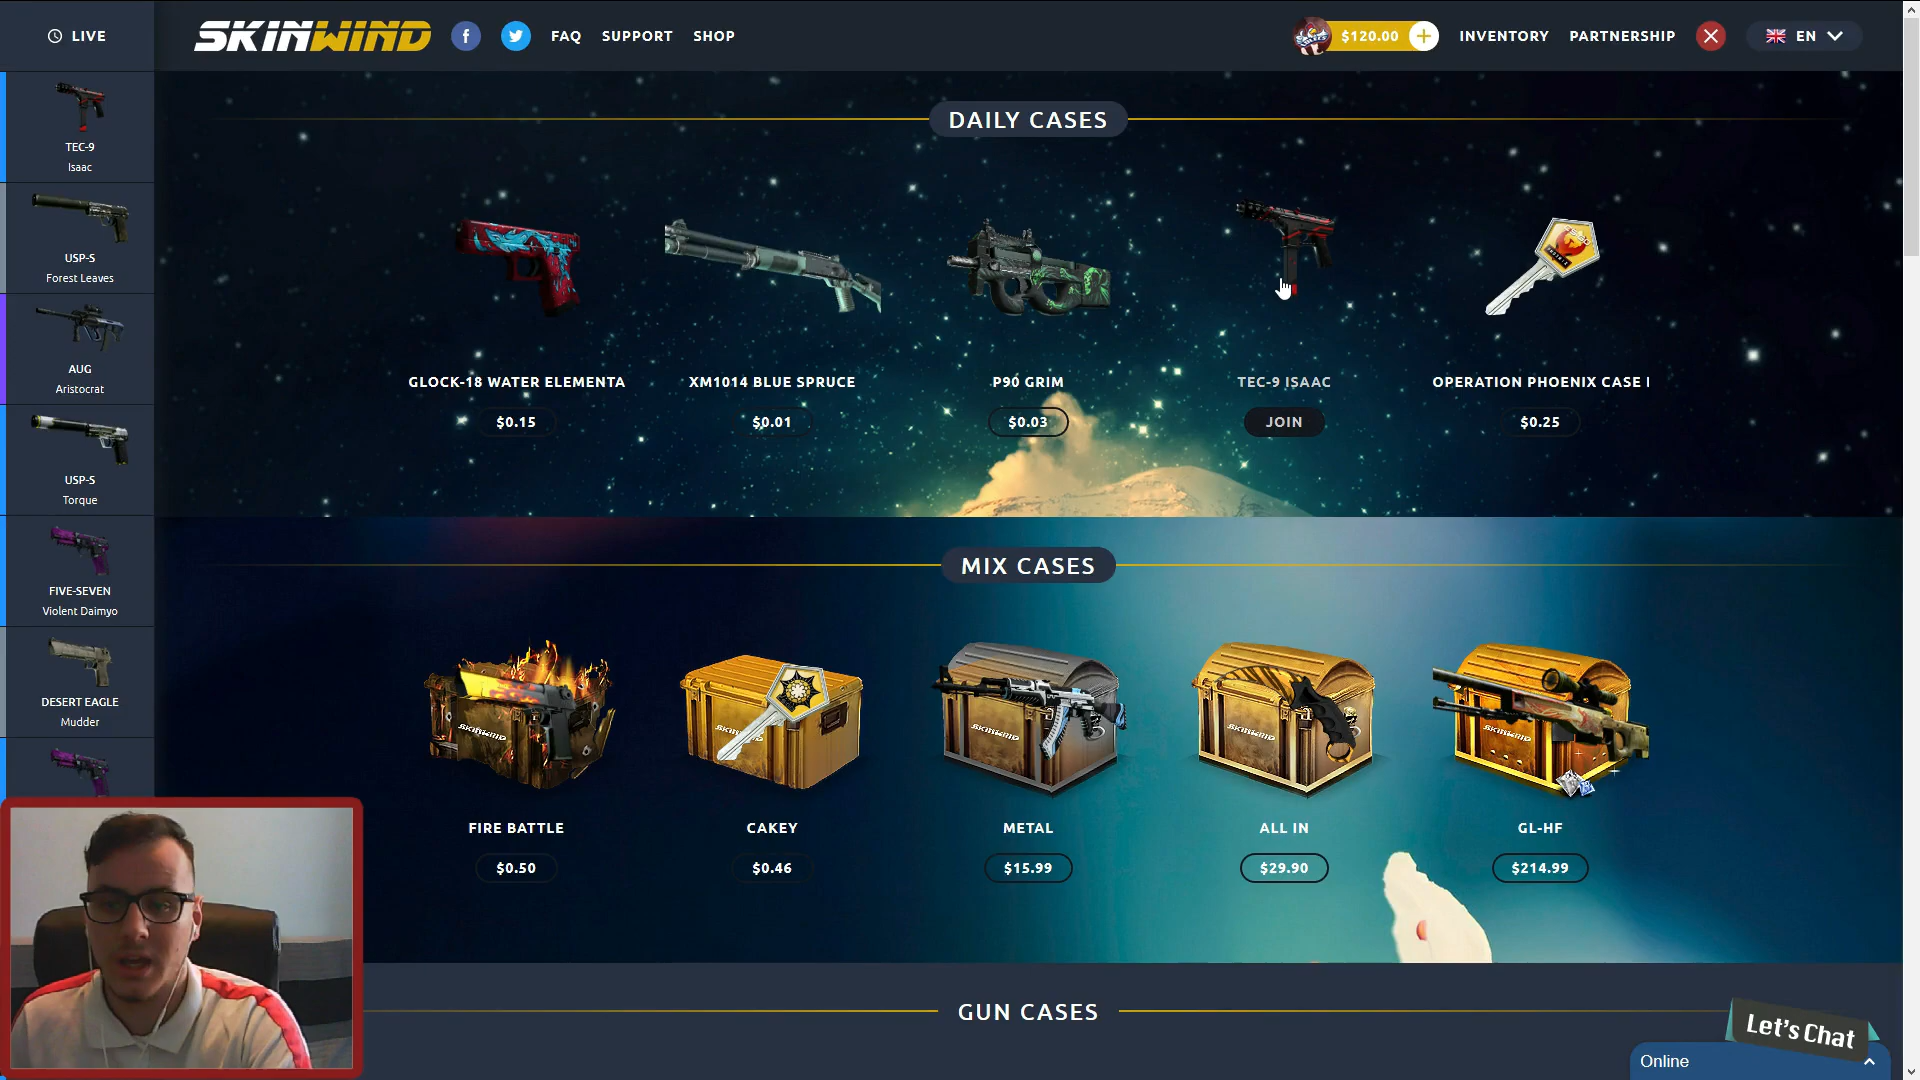 LIVE
SKINWIND
f
FAQ
SUPPORT
SHOP
$120.00
INVENTORY
PARTNERSHIP
EN
TEC-9
Isaac
USP-S
Forest Leaves
AUG
Aristocrat
USP-S
Torque
FIVE-SEVEN
Violent Daimyo
DESERT EAGLE
Mudder
DAILY CASES
GLOCK-18 WATER ELEMENTA
XM1014 BLUE SPRUCE
P90 GRIM
TEC-9 ISAAC
OPERATION PHOENIX CASE
$0.15
$0.01
$0.03
JOIN
$0.25
MIX CASES
SKINWIND
SKINWIND
SKINWIND
SKINWIND
FIRE BATTLE
CAKEY
METAL
ALL IN
GL-HF
$0.50
$0.46
$15.99
$29.90
$214.99
GUN CASES
Let's Chat
Online